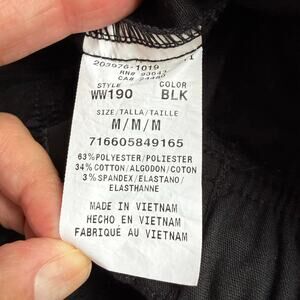 203976-1019
RN# 93643
CA# 24480
STYLE COLOR
WW190 BLK
SIZE/TALLA/TAILLE
M/M/M
716605849165
63%POLYESTER/POLIESTER
34%COTTON/ALGODON/COTON
3%SPANDEX/ELASTANO/
ELASTHANNE
MADE IN VIETNAM
HECHO EN VIETNAM
FABRIQUÉ AU VIETNAM